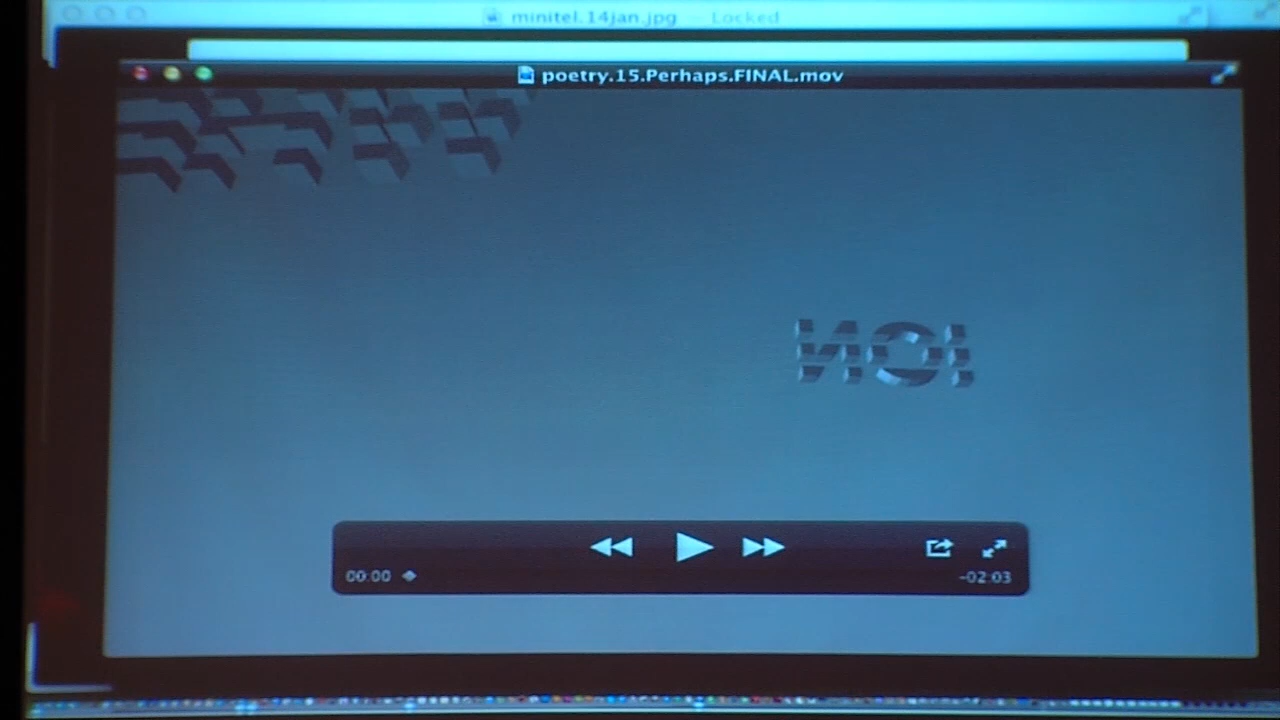 minitel.14jan.jpg — Locked
poetry.15.Perhaps.FINAL.mov
00:00
-02:03